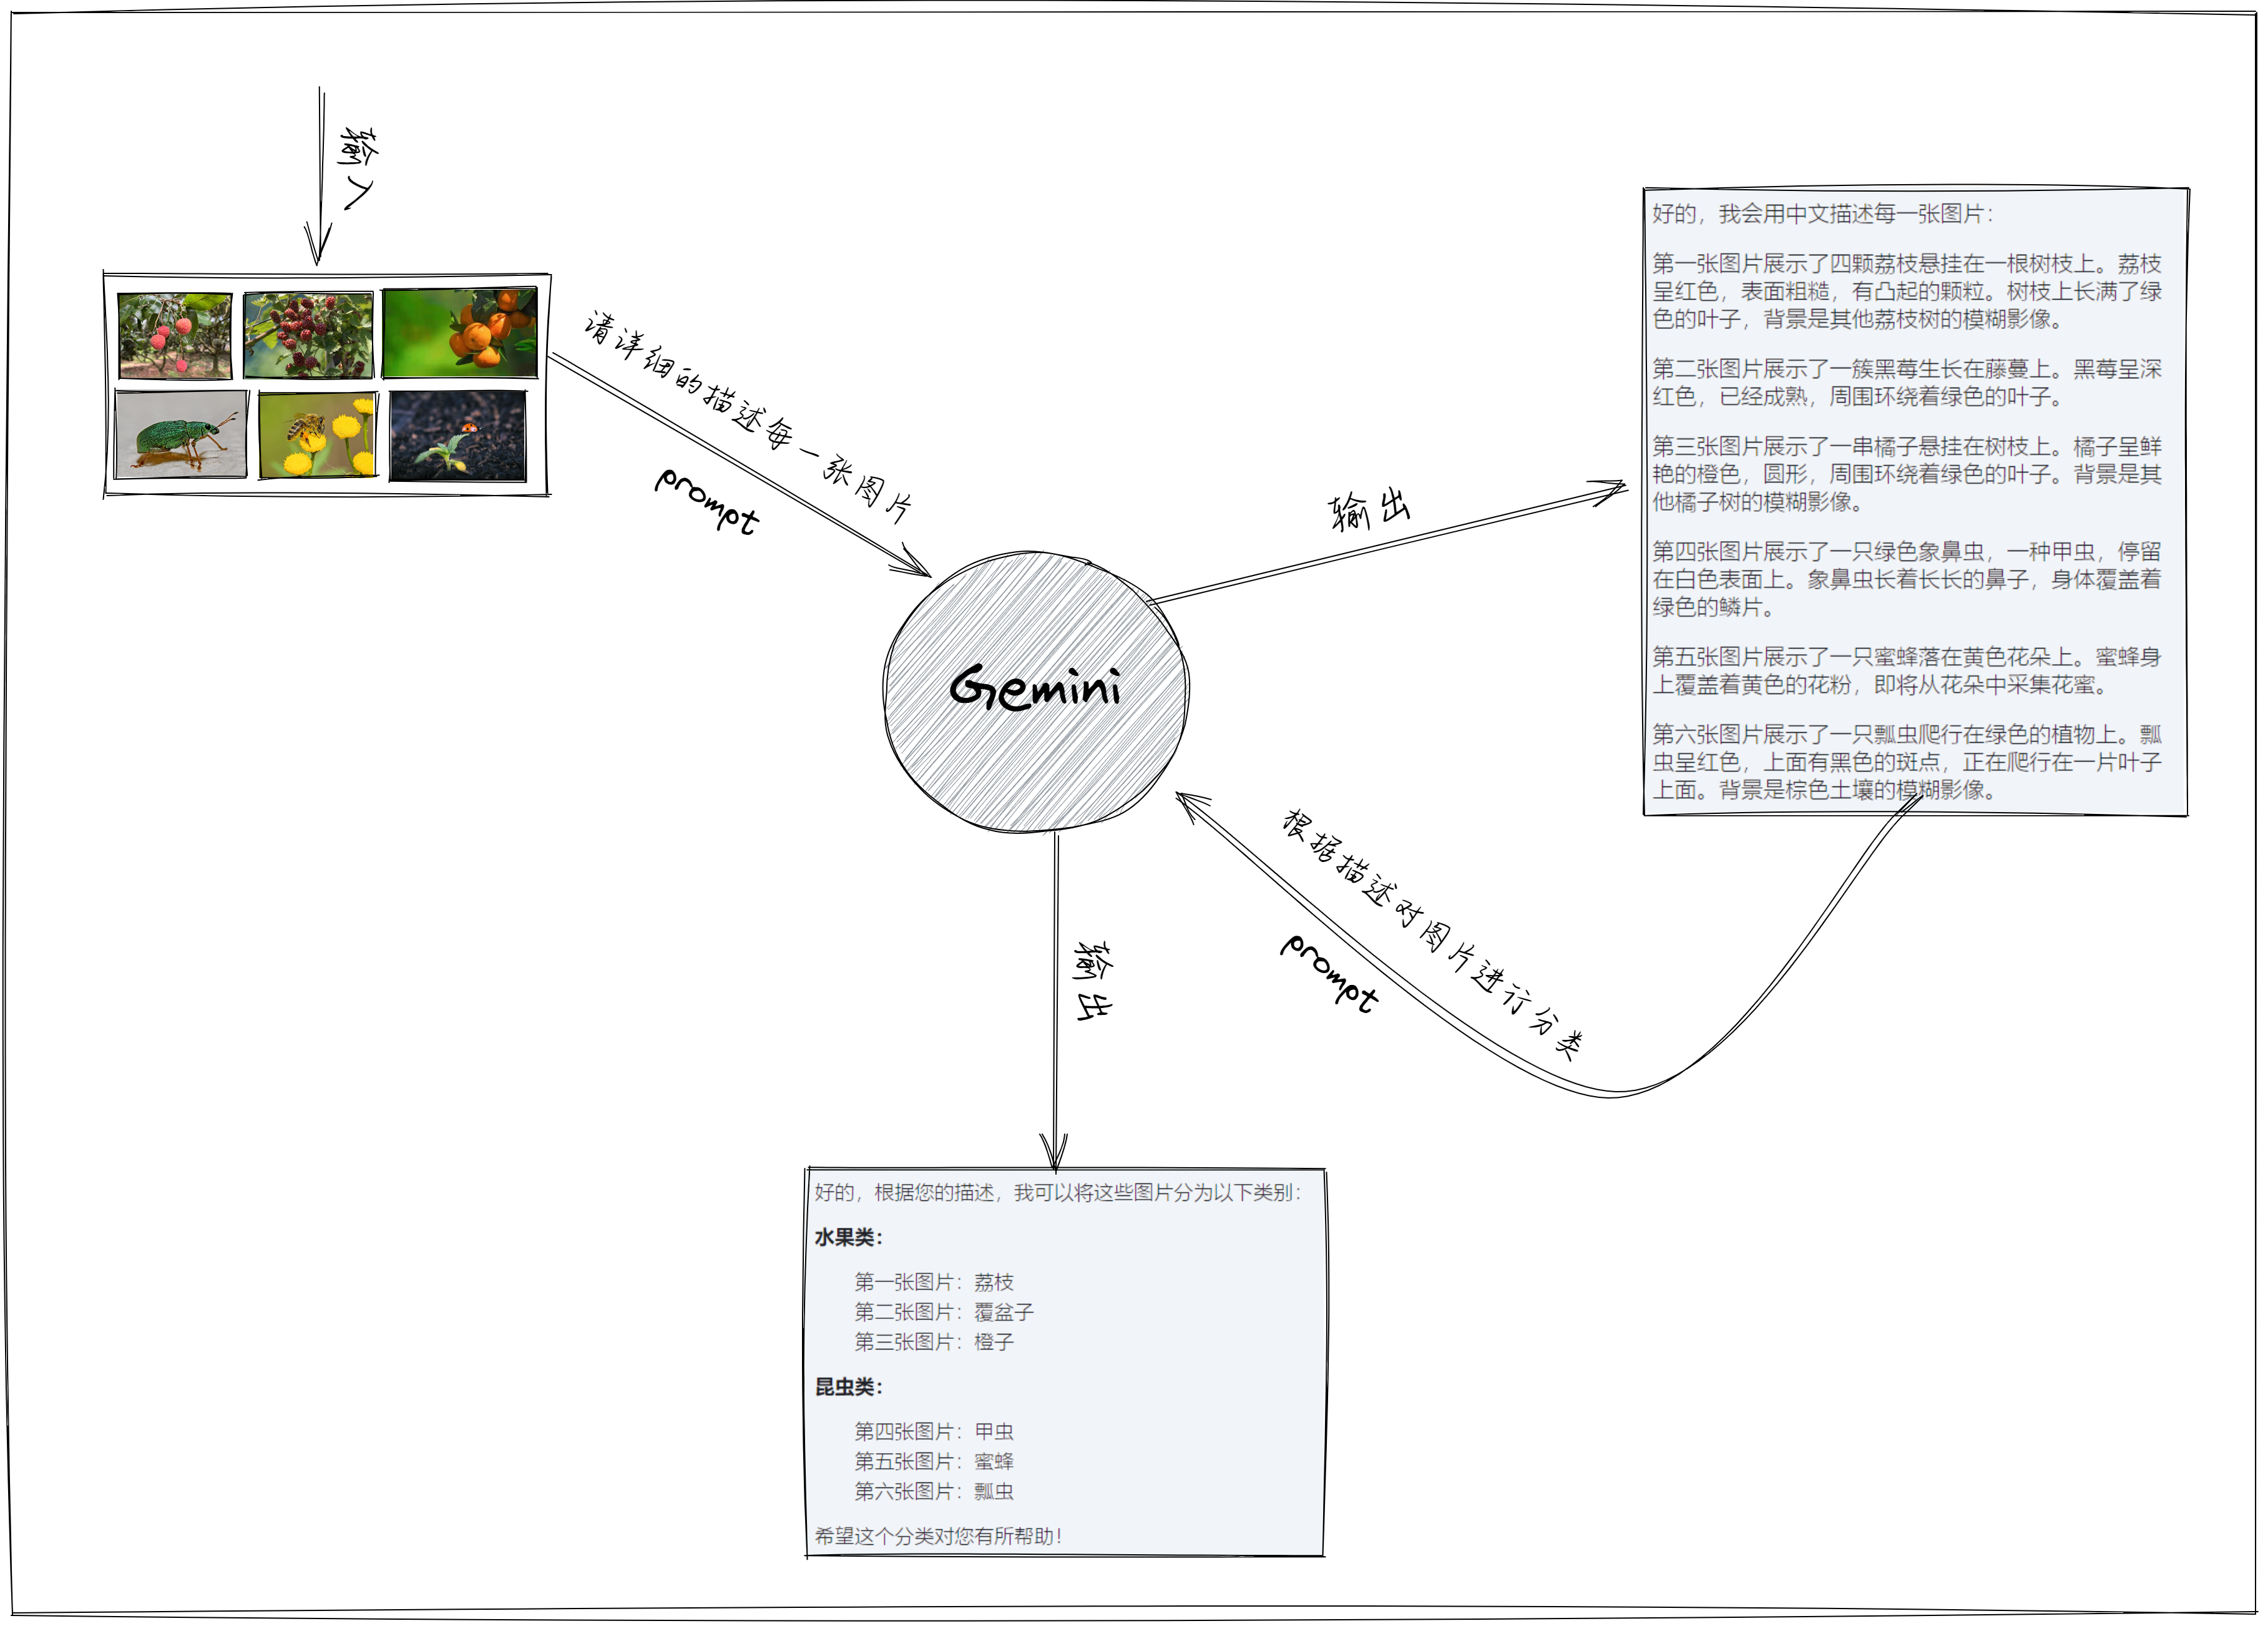 输入
请详细的描述每一张图片
prompt
Gemini
输出
好的，我会用中文描述每一张图片：
第一张图片展示了四颗荔枝悬挂在一根树枝上。荔枝
呈红色，表面粗糙，有凸起的颗粒。树枝上长满了绿
色的叶子，背景是其他荔枝树的模糊影像。
第二张图片展示了一簇黑莓生长在藤蔓上。黑莓呈深
红色，已经成熟，周围环绕着绿色的叶子。
第三张图片展示了一串橘子悬挂在树枝上。橘子呈鲜
艳的橙色，圆形，周围环绕着绿色的叶子。背景是其
他橘子树的模糊影像。
第四张图片展示了一只绿色象鼻虫，一种甲虫，停留
在白色表面上。象鼻虫长着长长的鼻子，身体覆盖着
绿色的鳞片。
第五张图片展示了一只蜜蜂落在黄色花朵上。蜜蜂身
上覆盖着黄色的花粉，即将从花朵中采集花蜜。
第六张图片展示了一只瓢虫爬行在绿色的植物上。瓢
虫呈红色，上面有黑色的斑点，正在爬行在一片叶子
上面。背景是棕色土壤的模糊影像。
根据描述对图片进行分类
prompt
输出
好的，根据您的描述，我可以将这些图片分为以下类别：
水果类：
第一张图片：荔枝
第二张图片：覆盆子
第三张图片：橙子
昆虫类：
第四张图片：甲虫
第五张图片：蜜蜂
第六张图片：瓢虫
希望这个分类对您有所帮助！